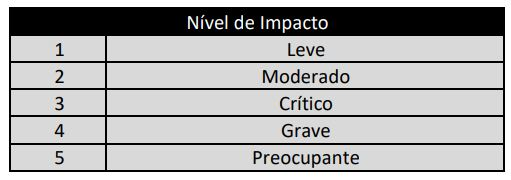 Nível de Impacto
1 Leve
2 Moderado
3 Crítico
4 Grave
5 Preocupante